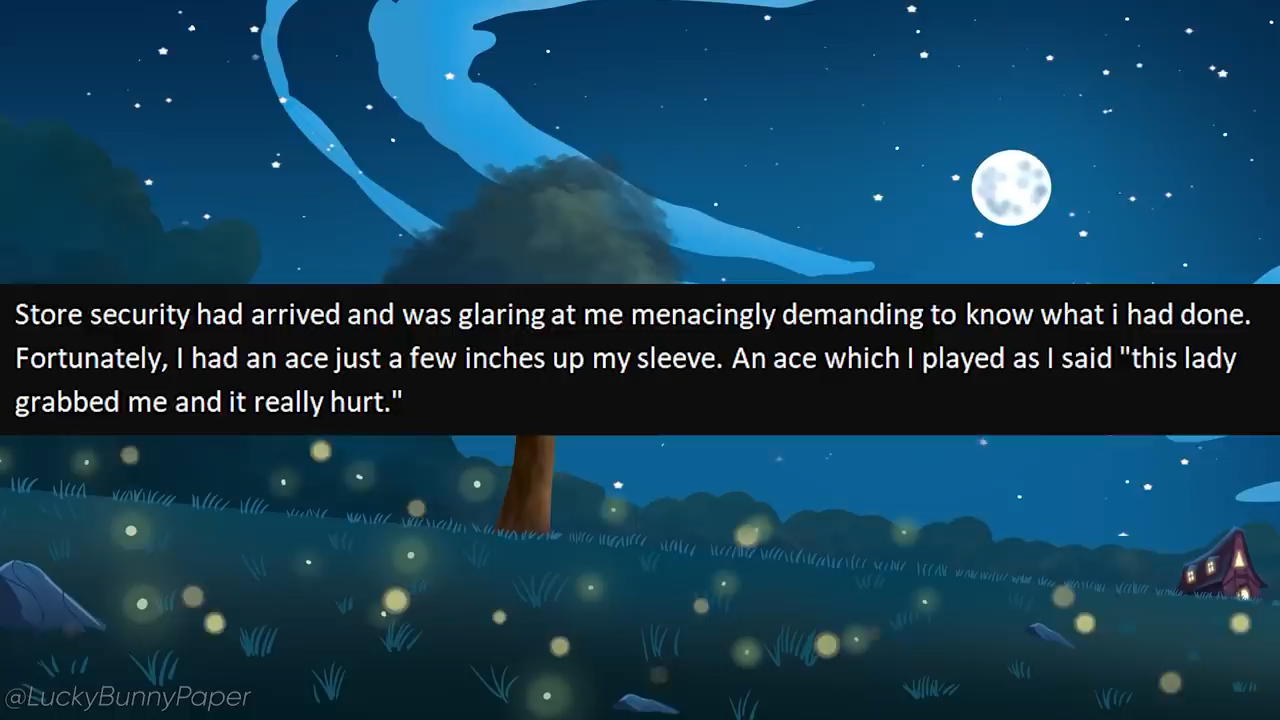 Store security had arrived and was glaring at me menacingly demanding to know what i had done.
Fortunately, I had an ace just a few inches up my sleeve. An ace which I played as I said "this lady
grabbed me and it really hurt."
@LuckyBunnyPaper